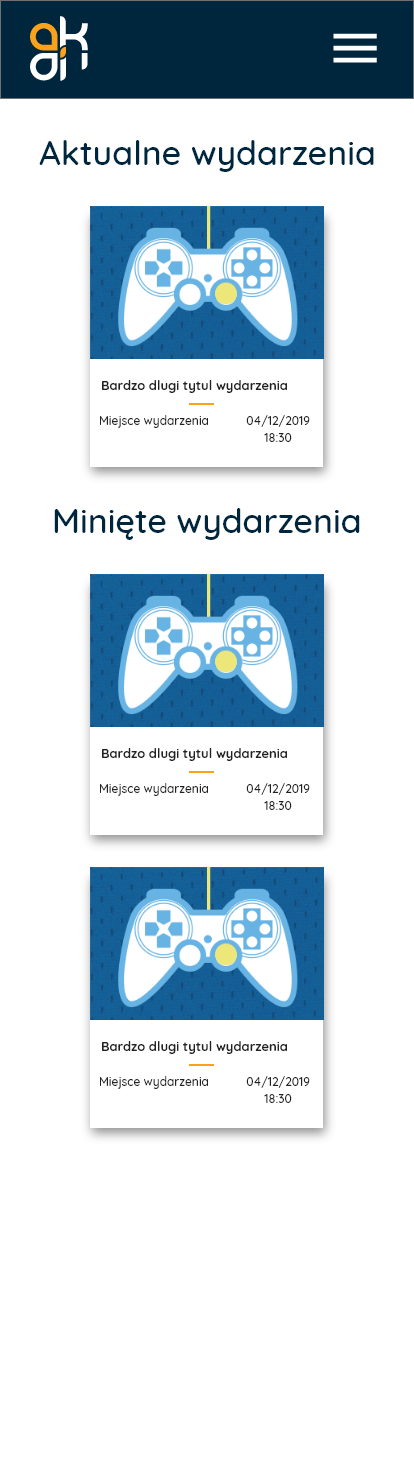 akai
Aktualne wydarzenia
Bardzo dlugi tytul wydarzenia
Miejsce wydarzenia 04/12/2019
18:30
Minięte wydarzenia
Bardzo dlugi tytul wydarzenia
Miejsce wydarzenia 04/12/2019
18:30
Bardzo dlugi tytul wydarzenia
Miejsce wydarzenia 04/12/2019
18:30